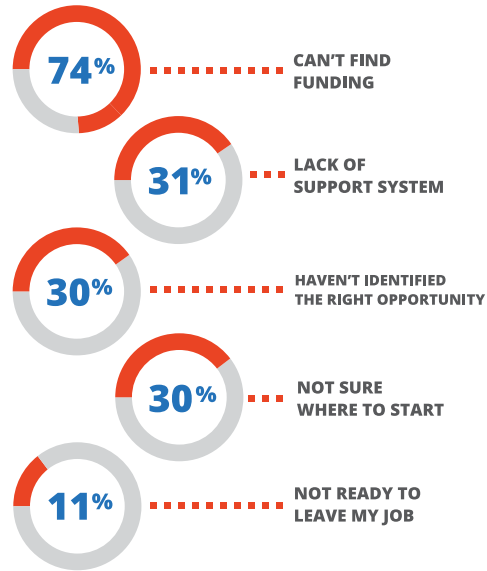 74%
CAN'T FIND
FUNDING
31%
LACK OF
SUPPORT SYSTEM
30%
HAVEN'T IDENTIFIED
THE RIGHT OPPORTUNITY
30%
NOT SURE
WHERE TO START
11%
NOT READY TO
LEAVE MY JOB